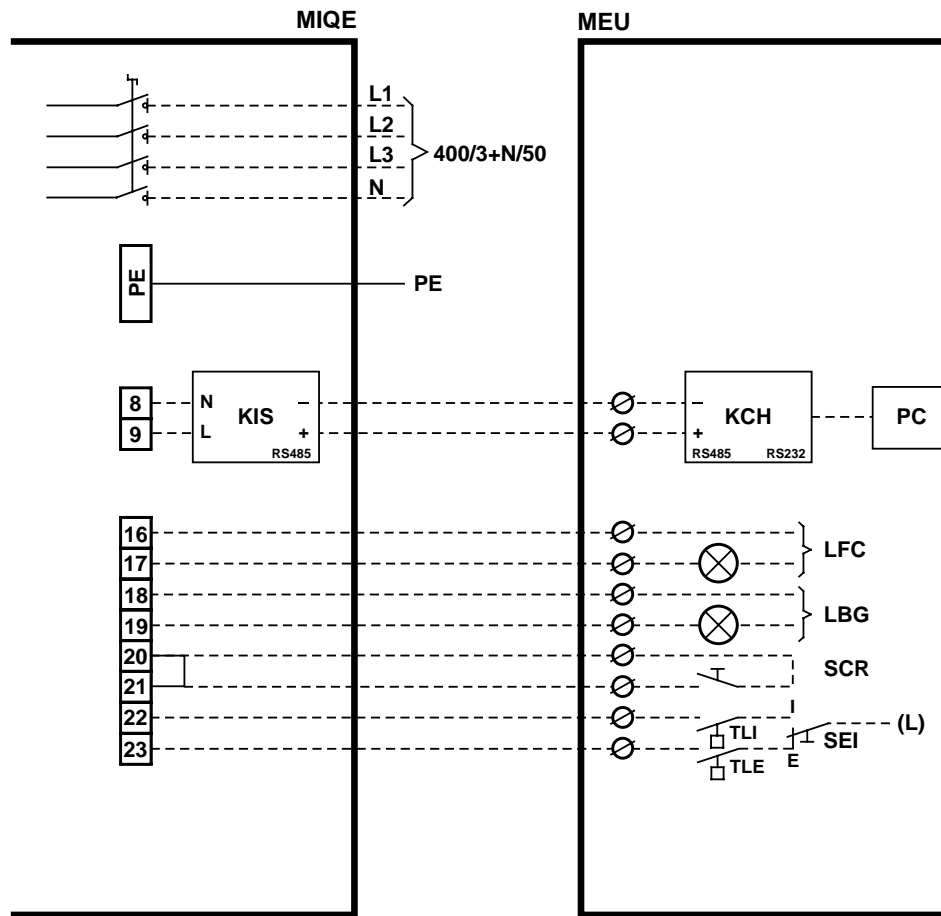 MIQE MEU
L1
L2
L3
400/3+N/50
N
PE PE
8 N − − 
KIS KCH PC
9 L + +
RS485 RS485 RS232
16
LFC
17
18
LBG
19
20
SCR
21
22 I
(L)
TLI SEI
23
TLE E